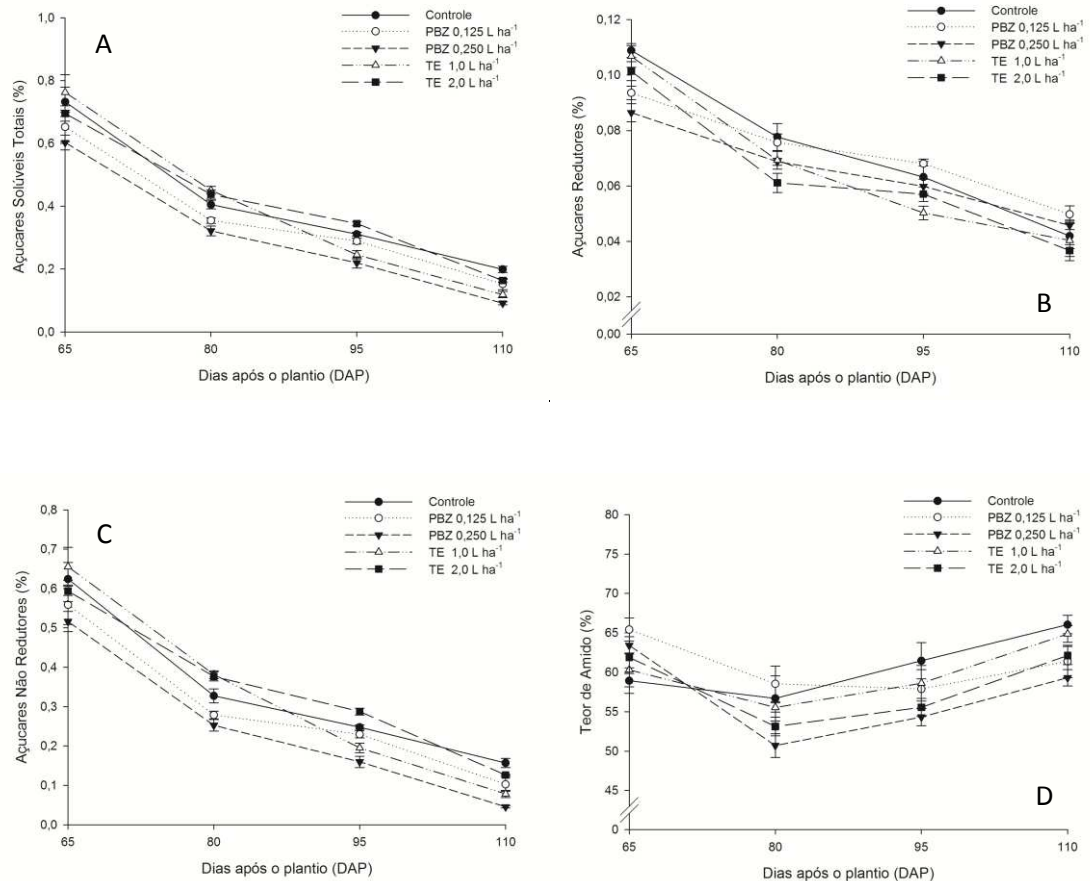 A
Controle
PBZ 0,125 L ha⁻¹
PBZ 0,250 L ha⁻¹
TE 1,0 L ha⁻¹
TE 2,0 L ha⁻¹
Açucares Solúveis Totais (%)
1,0
0,8
0,6
0,4
0,2
0,0
65
80
95
110
Dias após o plantio (DAP)
B
Controle
PBZ 0,125 L ha⁻¹
PBZ 0,250 L ha⁻¹
TE 1,0 L ha⁻¹
TE 2,0 L ha⁻¹
Açucares Redutores (%)
0,12
0,10
0,08
0,06
0,04
0,02
0,00
65
80
95
110
Dias após o plantio (DAP)
C
Controle
PBZ 0,125 L ha⁻¹
PBZ 0,250 L ha⁻¹
TE 1,0 L ha⁻¹
TE 2,0 L ha⁻¹
Açucares Não Redutores (%)
0,8
0,7
0,6
0,5
0,4
0,3
0,2
0,1
0,0
65
80
95
110
Dias após o plantio (DAP)
D
Controle
PBZ 0,125 L ha⁻¹
PBZ 0,250 L ha⁻¹
TE 1,0 L ha⁻¹
TE 2,0 L ha⁻¹
Teor de Amido (%)
80
75
70
65
60
55
50
45
0
65
80
95
110
Dias após o plantio (DAP)